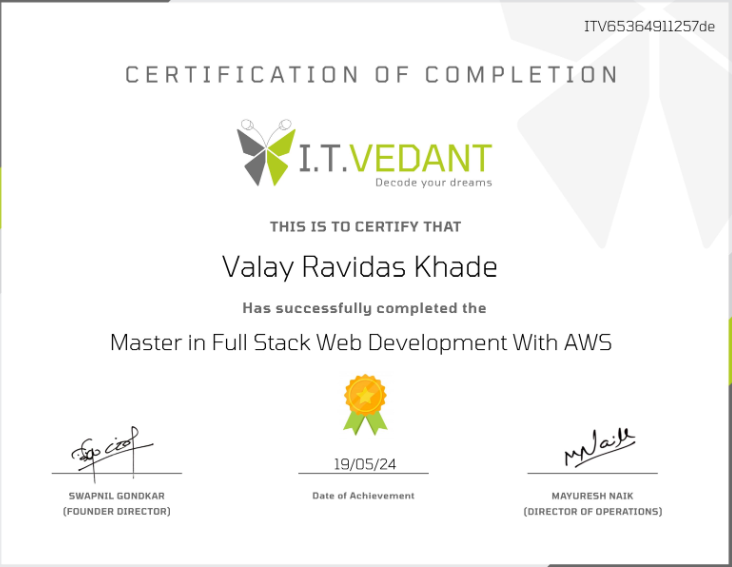 ITV65364911257de
CERTIFICATION OF COMPLETION
I.T.VEDANT
Decode your dreams
THIS IS TO CERTIFY THAT
Valay Ravidas Khade
Has successfully completed the
Master in Full Stack Web Development With AWS
19/05/24
SWAPNIL GONDKAR
Date of Achievement
MAYURESH NAIK
(FOUNDER DIRECTOR)
(DIRECTOR OF OPERATIONS)